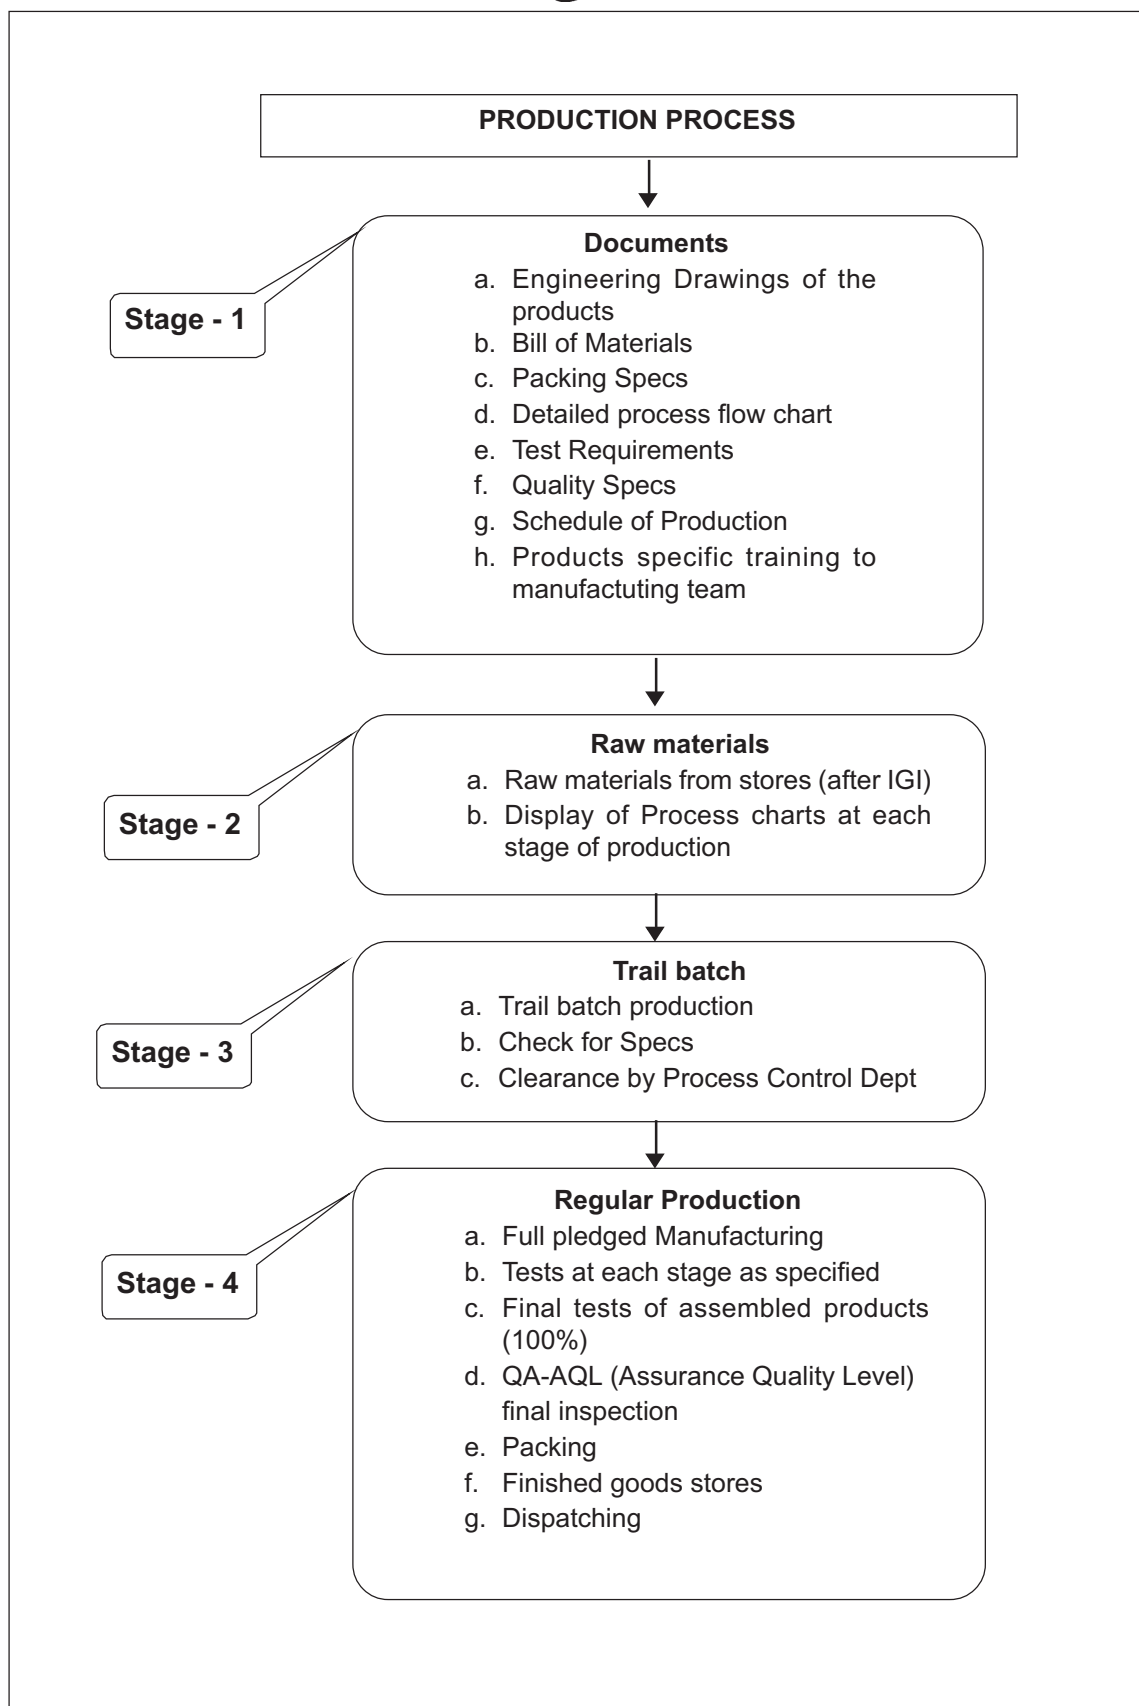 PRODUCTION PROCESS
Stage - 1
Documents
a. Engineering Drawings of the
products
b. Bill of Materials
c. Packing Specs
d. Detailed process flow chart
e. Test Requirements
f. Quality Specs
g. Schedule of Production
h. Products specific training to
manufactuting team
Stage - 2
Raw materials
a. Raw materials from stores (after IGI)
b. Display of Process charts at each
stage of production
Stage - 3
Trail batch
a. Trail batch production
b. Check for Specs
c. Clearance by Process Control Dept
Stage - 4
Regular Production
a. Full pledged Manufacturing
b. Tests at each stage as specified
c. Final tests of assembled products
(100%)
d. QA-AQL (Assurance Quality Level)
final inspection
e. Packing
f. Finished goods stores
g. Dispatching